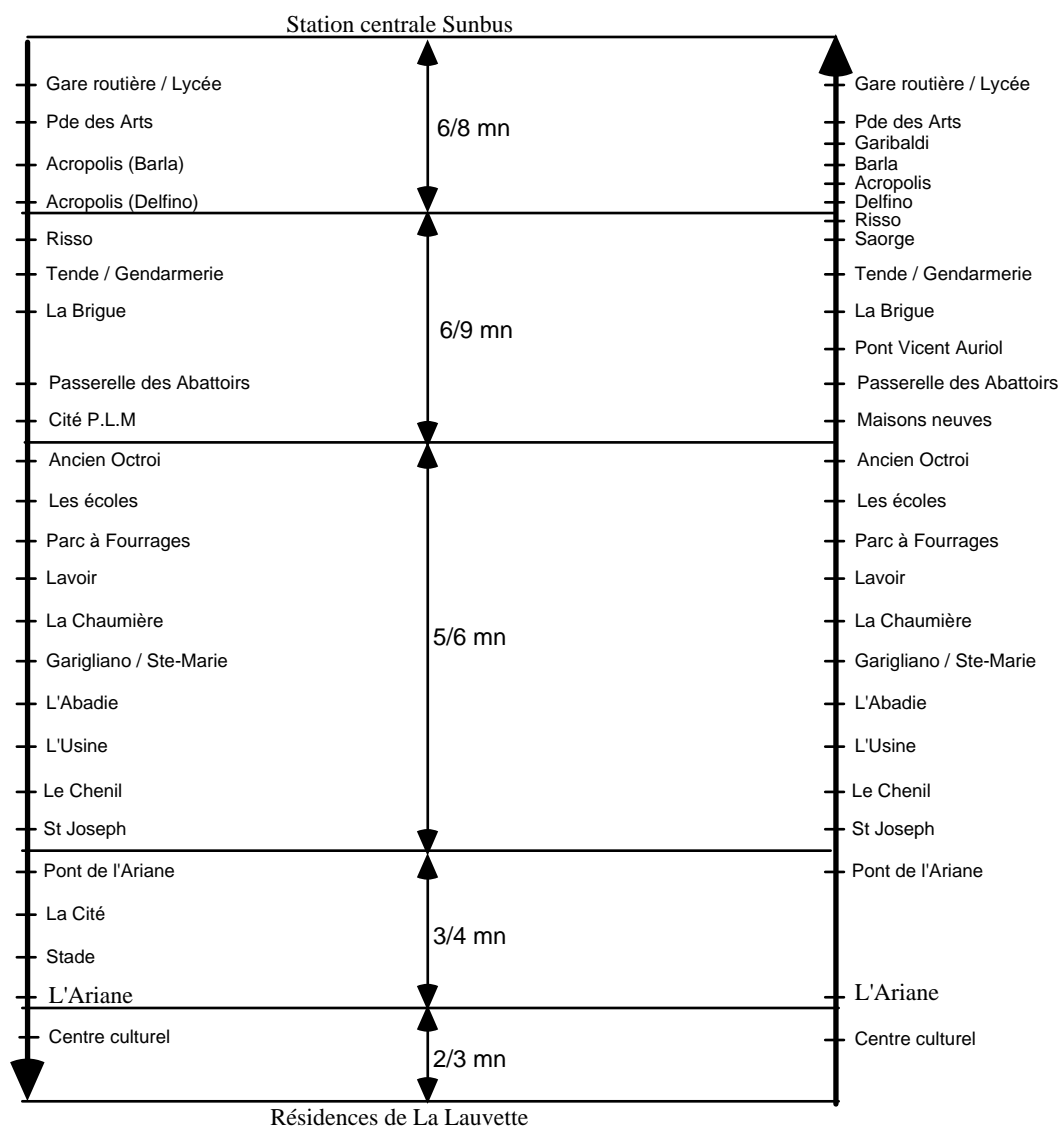 Station centrale Sunbus
Gare routière / Lycée
Pde des Arts
Acropolis (Barla)
Acropolis (Delfino)
Risso
Tende / Gendarmerie
La Brigue
Passerelle des Abattoirs
Cité P.L.M
Ancien Octroi
Les écoles
Parc à Fourrages
Lavoir
La Chaumière
Garigliano / Ste-Marie
L'Abadie
L'Usine
Le Chenil
St Joseph
Pont de l'Ariane
La Cité
Stade
L'Ariane
Centre culturel
6/8 mn
6/9 mn
5/6 mn
3/4 mn
2/3 mn
Gare routière / Lycée
Pde des Arts
Garibaldi
Barla
Acropolis
Delfino
Risso
Saorge
Tende / Gendarmerie
La Brigue
Pont Vicent Auriol
Passerelle des Abattoirs
Maisons neuves
Ancien Octroi
Les écoles
Parc à Fourrages
Lavoir
La Chaumière
Garigliano / Ste-Marie
L'Abadie
L'Usine
Le Chenil
St Joseph
Pont de l'Ariane
L'Ariane
Centre culturel
Résidences de La Lauvette